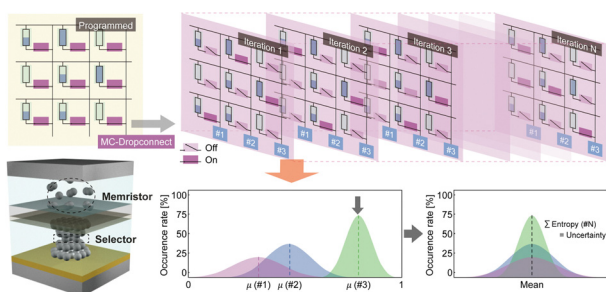 Programmed
MC-Dropconnect
Iteration 1
Iteration 2
Iteration 3
Iteration N
#1
#2
#3
#1
#2
#3
#1
#2
#3
#1
#2
#3
Off
On
Memristor
Selector
Occurence rate [%]
100
75
50
25
0
0
μ (#1)
μ (#2)
μ (#3)
1
Occurence rate [%]
100
75
50
25
0
∑ Entropy (#N)
Uncertainty
Mean